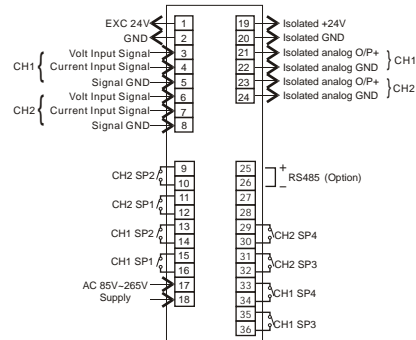 EXC 24V 1 19 Isolated +24V
GND 2 20 Isolated GND
Volt Input Signal 3 21 Isolated analog O/P+
CH1 Current Input Signal 4 22 Isolated analog GND CH1
Signal GND 5 23 Isolated analog O/P+
Volt Input Signal 6 24 Isolated analog GND CH2
CH2 Current Input Signal 7
Signal GND 8
CH2 SP2 9 25 +
10 26 − RS485 (Option)
CH2 SP1 11 27
12 28
CH1 SP2 13 29 CH2 SP4
14 30
CH1 SP1 15 31 CH2 SP3
16 32
AC 85V~265V 17 33 CH1 SP4
Supply 18 34
35 CH1 SP3
36